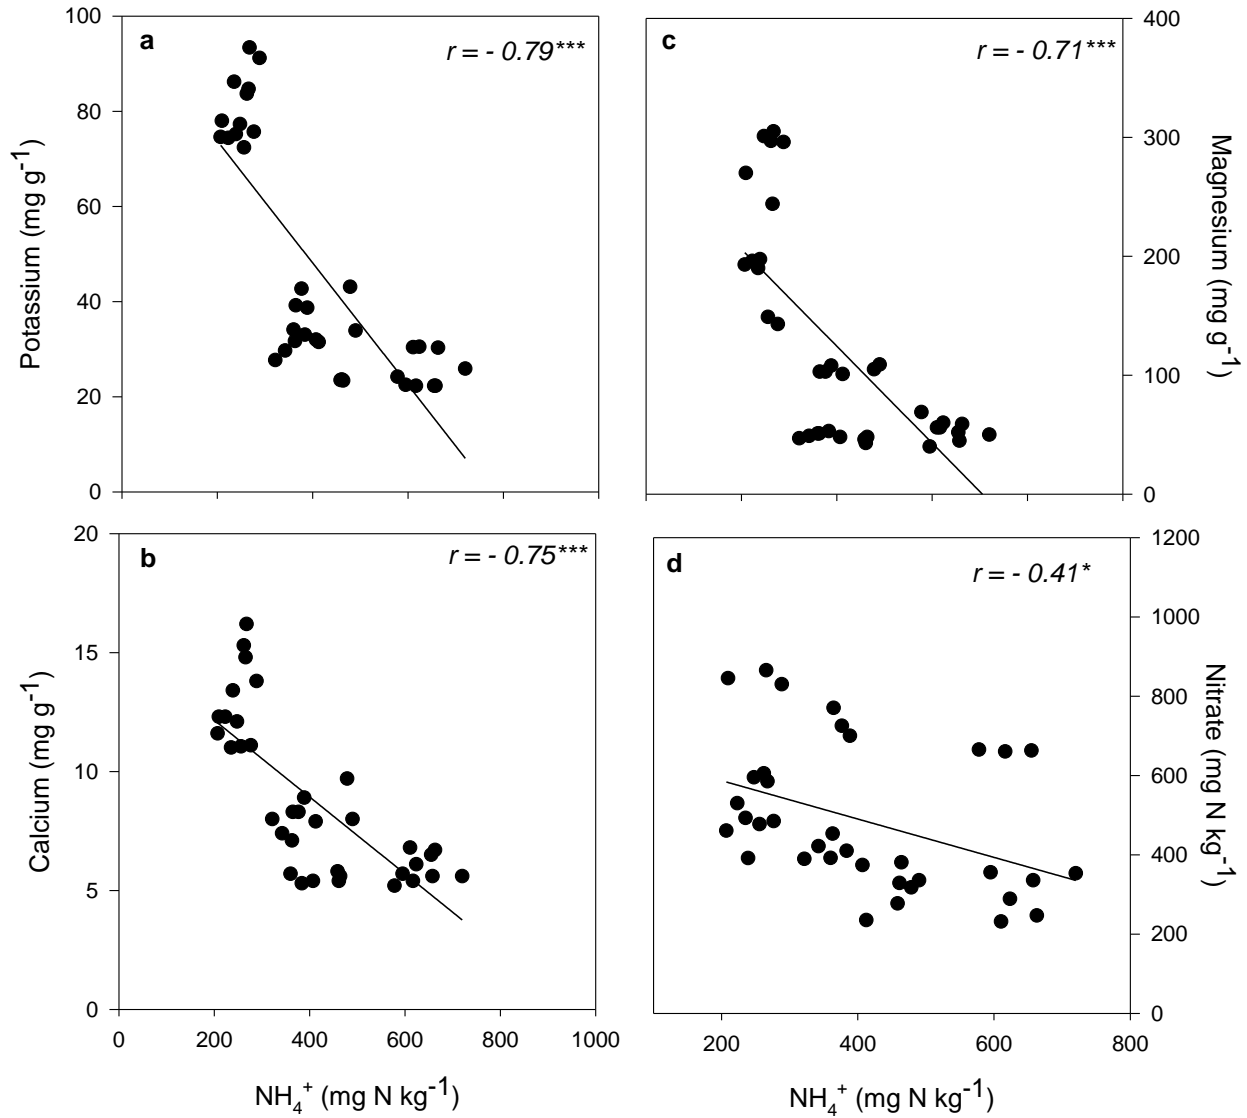 a
r = - 0.79***
100
80
60
40
20
0
Potassium (mg g-1)
c
r = - 0.71***
400
300
200
100
0
Magnesium (mg g-1)
b
r = - 0.75***
20
15
10
5
0
Calcium (mg g-1)
0 200 400 600 800 1000
NH4+ (mg N kg-1)
d
r = - 0.41*
1200
1000
800
600
400
200
0
Nitrate (mg N kg-1)
200 400 600 800
NH4+ (mg N kg-1)